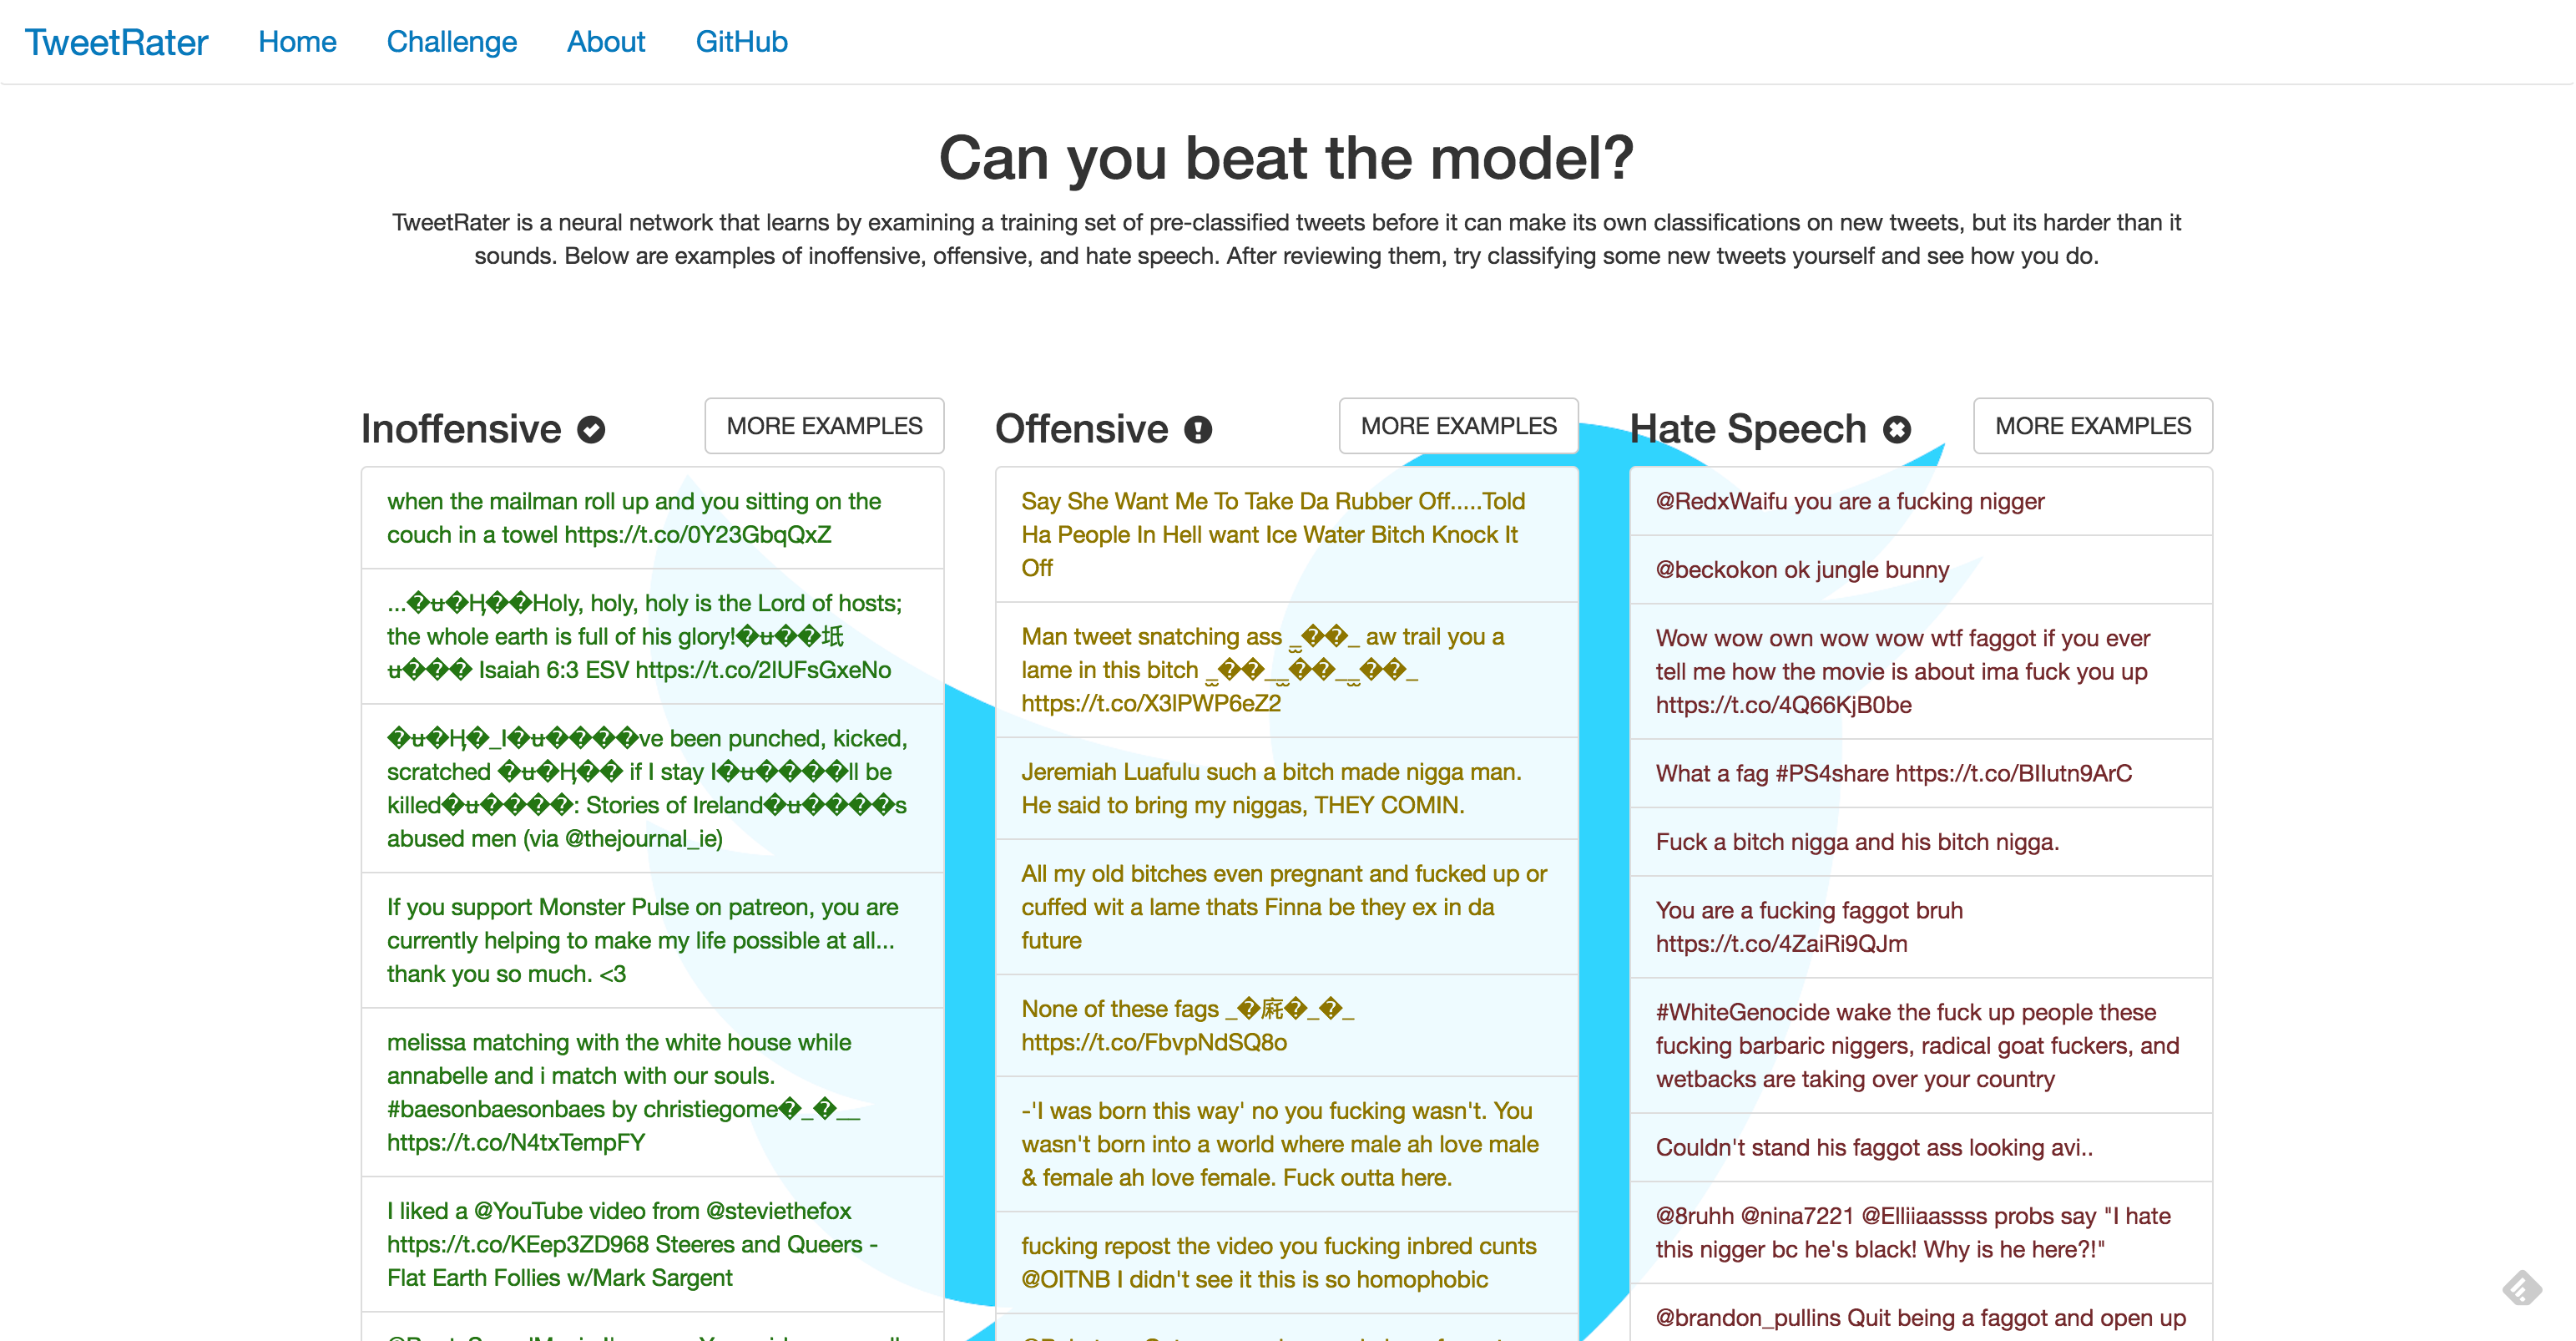 TweetRater Home Challenge About GitHub
Can you beat the model?
TweetRater is a neural network that learns by examining a training set of pre-classified tweets before it can make its own classifications on new tweets, but its harder than it
sounds. Below are examples of inoffensive, offensive, and hate speech. After reviewing them, try classifying some new tweets yourself and see how you do.
Inoffensive
MORE EXAMPLES
when the mailman roll up and you sitting on the
couch in a towel https://t.co/0Y23GbqQxZ
...�ʉ�Ң��Holy, holy, holy is the Lord of hosts;
the whole earth is full of his glory!�ʉ��坻
ʉ��� Isaiah 6:3 ESV https://t.co/2lUFsGxeNo
�ʉ�Ң�_I�ʉ����ve been punched, kicked,
scratched �ʉ�Ң�� if I stay I�ʉ����ll be
killed�ʉ����: Stories of Ireland�ʉ����s
abused men (via @thejournal_ie)
If you support Monster Pulse on patreon, you are
currently helping to make my life possible at all...
thank you so much. <3
melissa matching with the white house while
annabelle and i match with our souls.
#baesonbaesonbaes by christiegome�_�__
https://t.co/N4txTempFY
I liked a @YouTube video from @steviethefox
https://t.co/KEep3ZD968 Steeres and Queers -
Flat Earth Follies w/Mark Sargent
Offensive
MORE EXAMPLES
Say She Want Me To Take Da Rubber Off.....Told
Ha People In Hell want Ice Water Bitch Knock It
Off
Man tweet snatching ass _��_ aw trail you a
lame in this bitch _��__��__��_
https://t.co/X3lPWP6eZ2
Jeremiah Luafulu such a bitch made nigga man.
He said to bring my niggas, THEY COMIN.
All my old bitches even pregnant and fucked up or
cuffed wit a lame thats Finna be they ex in da
future
None of these fags _�㾻�_�_
https://t.co/FbvpNdSQ8o
-'I was born this way' no you fucking wasn't. You
wasn't born into a world where male ah love male
& female ah love female. Fuck outta here.
fucking repost the video you fucking inbred cunts
@OITNB I didn't see it this is so homophobic
Hate Speech
MORE EXAMPLES
@RedxWaifu you are a fucking nigger
@beckokon ok jungle bunny
Wow wow own wow wow wtf faggot if you ever
tell me how the movie is about ima fuck you up
https://t.co/4Q66KjB0be
What a fag #PS4share https://t.co/BIIutn9ArC
Fuck a bitch nigga and his bitch nigga.
You are a fucking faggot bruh
https://t.co/4ZaiRi9QJm
#WhiteGenocide wake the fuck up people these
fucking barbaric niggers, radical goat fuckers, and
wetbacks are taking over your country
Couldn't stand his faggot ass looking avi..
@8ruhh @nina7221 @Elliiaassss probs say "I hate
this nigger bc he's black! Why is he here?!"
@brandon_pullins Quit being a faggot and open up